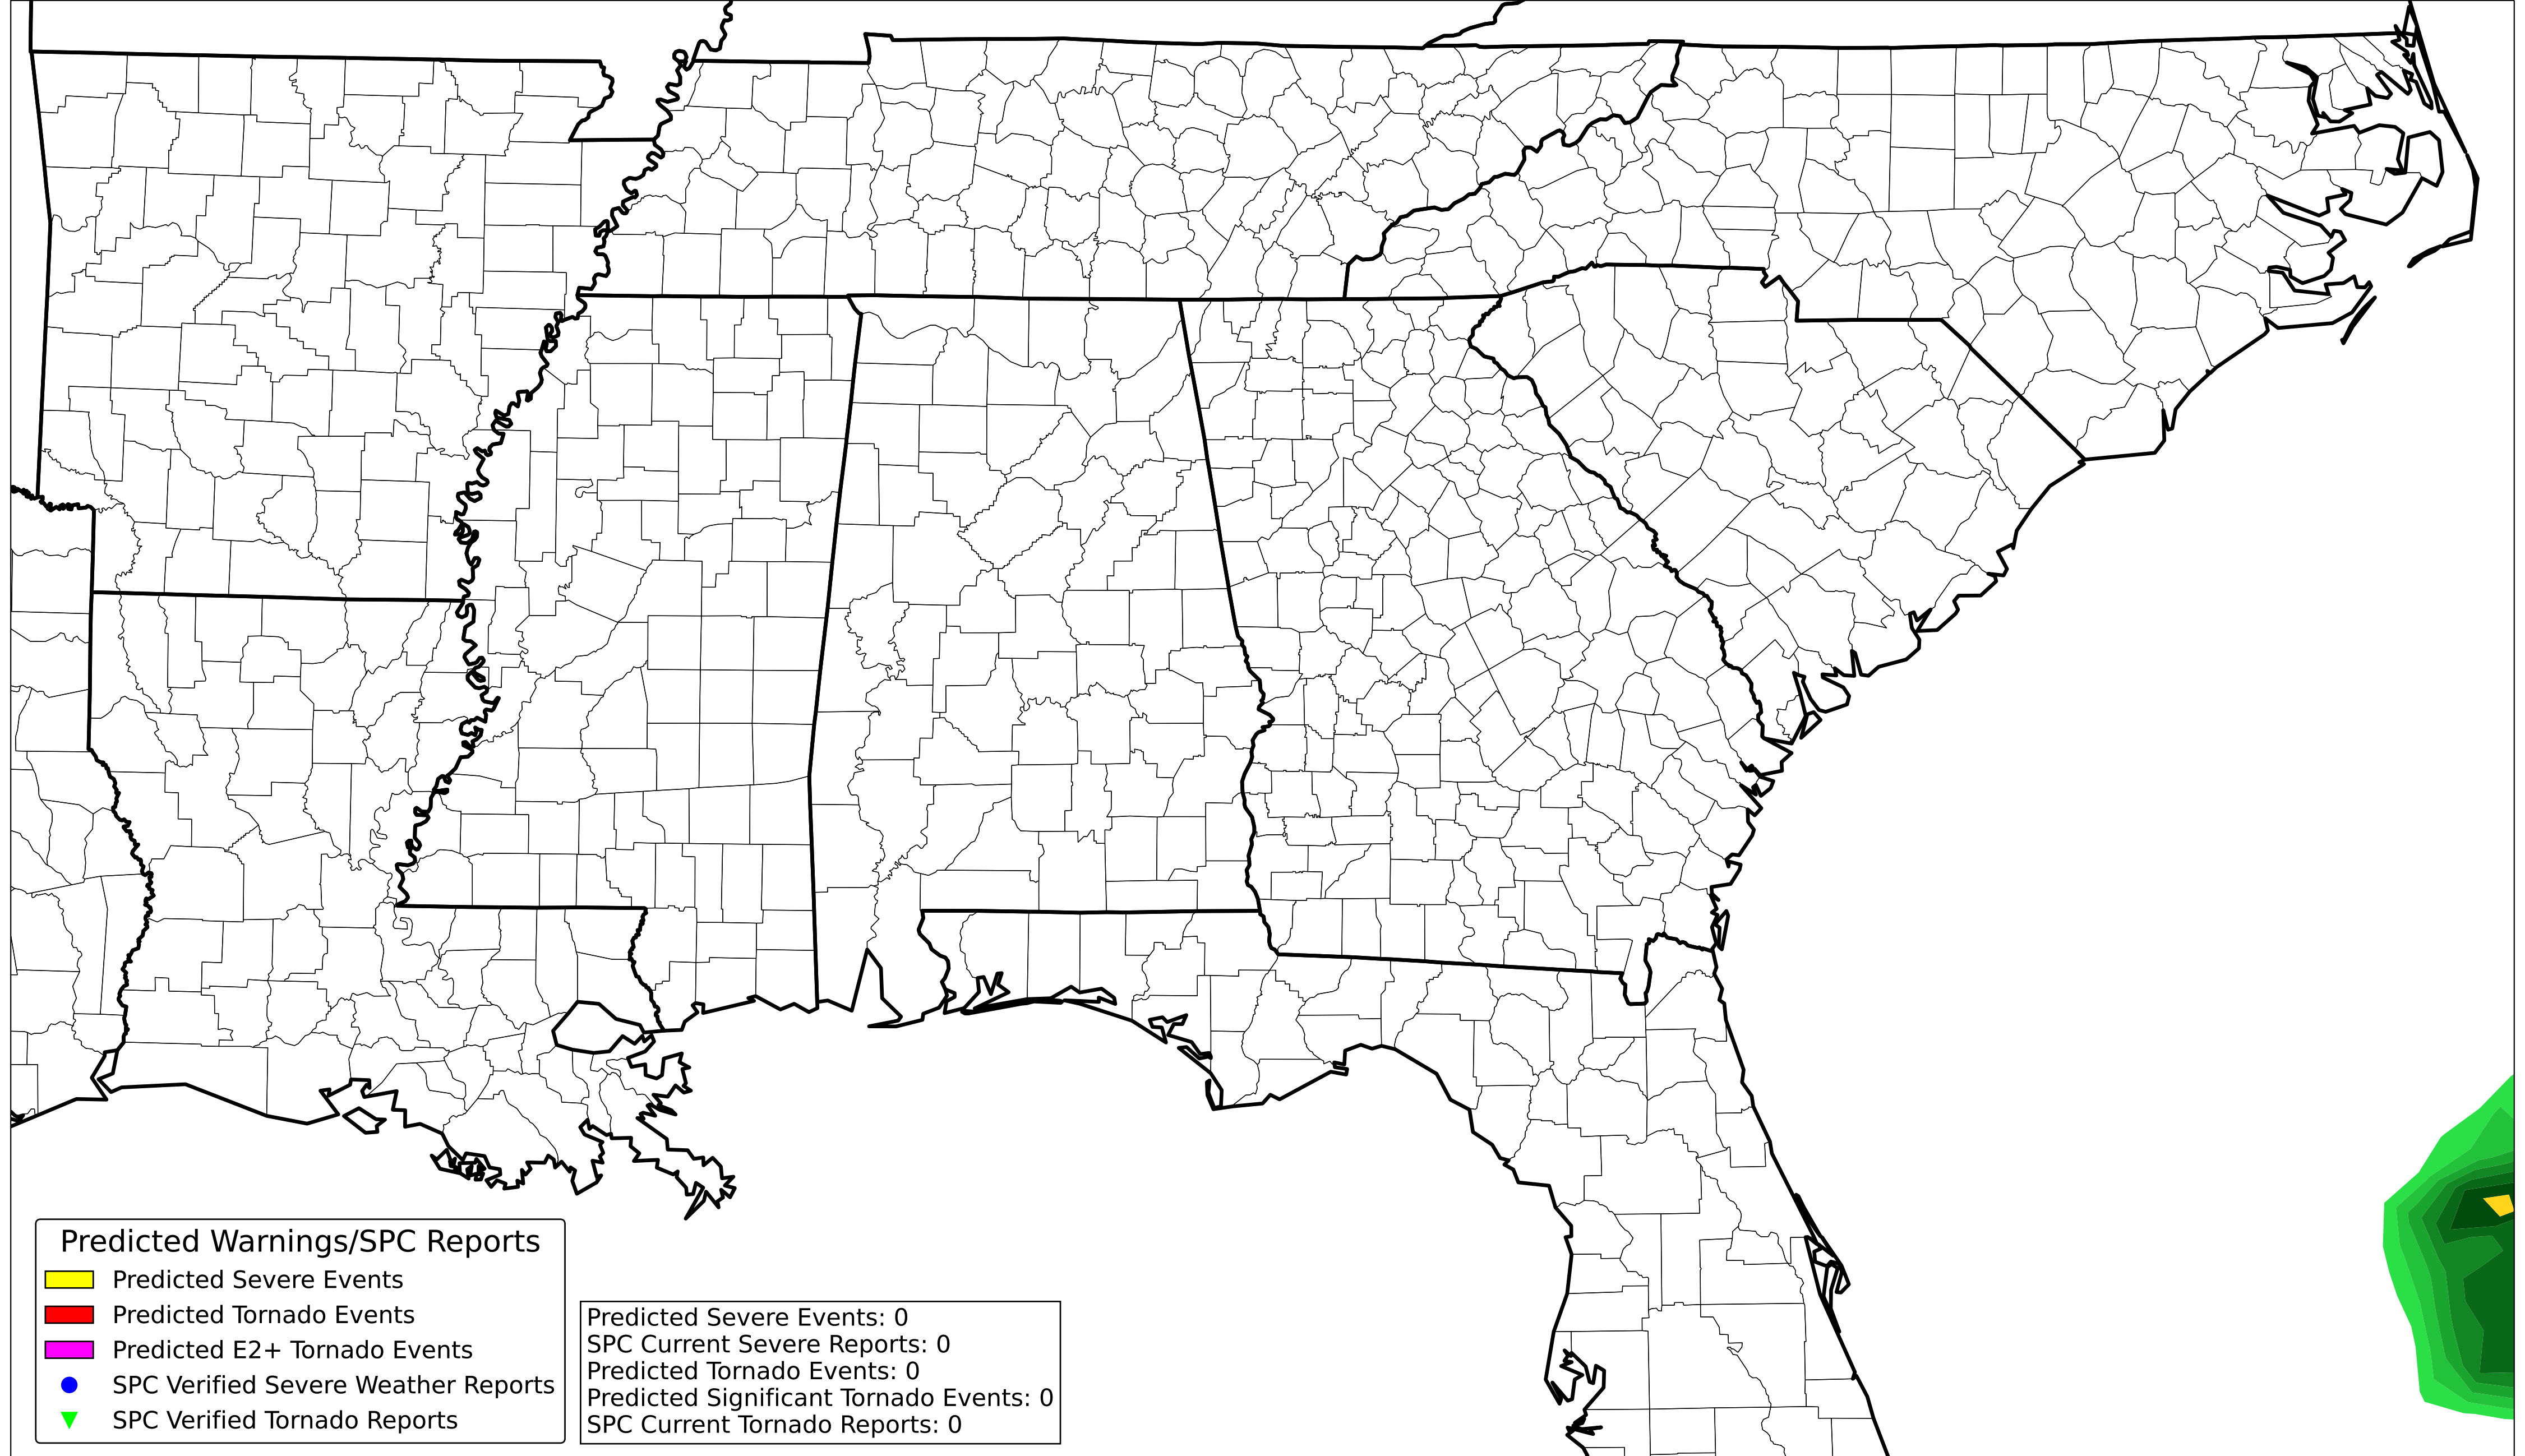 Predicted Warnings/SPC Reports
Predicted Severe Events
Predicted Tornado Events
Predicted E2+ Tornado Events
SPC Verified Severe Weather Reports
SPC Verified Tornado Reports
Predicted Severe Events: 0
SPC Current Severe Reports: 0
Predicted Tornado Events: 0
Predicted Significant Tornado Events: 0
SPC Current Tornado Reports: 0